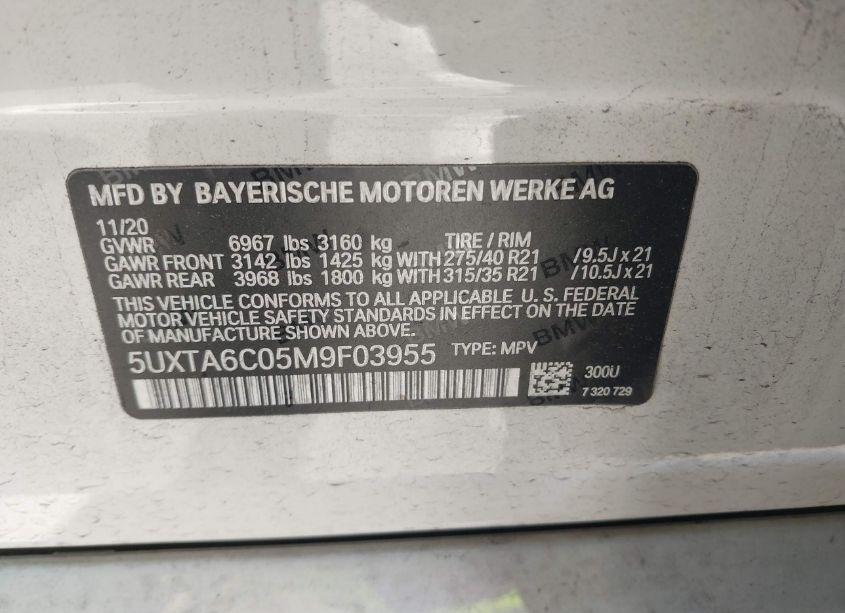 MFD BY BAYERISCHE MOTOREN WERKE AG
11/20
GVWR 6967 lbs 3160 kg TIRE / RIM
GAWR FRONT 3142 lbs 1425 kg WITH 275/40 R21 /9.5J x 21
GAWR REAR 3968 lbs 1800 kg WITH 315/35 R21 /10.5J x 21
THIS VEHICLE CONFORMS TO ALL APPLICABLE U. S. FEDERAL
MOTOR VEHICLE SAFETY STANDARDS IN EFFECT ON THE DATE
OF MANUFACTURE SHOWN ABOVE.
5UXTA6C05M9F03955 TYPE: MPV
300U
7 320 729